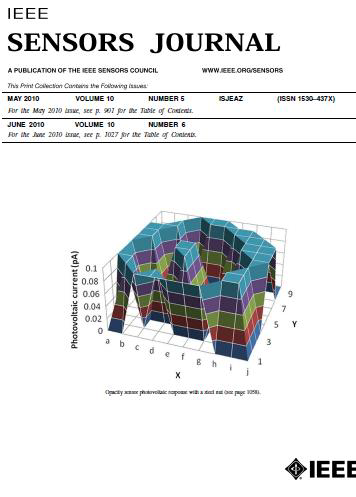 IEEE
SENSORS JOURNAL
A PUBLICATION OF THE IEEE SENSORS COUNCIL WWW.IEEE.ORG/SENSORS
This Print Collection Contains the Following Issues:
MAY 2010 VOLUME 10 NUMBER 5 ISJEAZ (ISSN 1530–437X)
For the May 2010 issue, see p. 901 for the Table of Contents.
JUNE 2010 VOLUME 10 NUMBER 6
For the June 2010 issue, see p. 1027 for the Table of Contents.
Photovoltaic current (pA)
0.1
0.08
0.06
0.04
0.02
0
a b c d e f g h i j
X
1
3
5
7
9
Y
Opacity sensor photovoltaic response with a steel nut (see page 1058).
IEEE